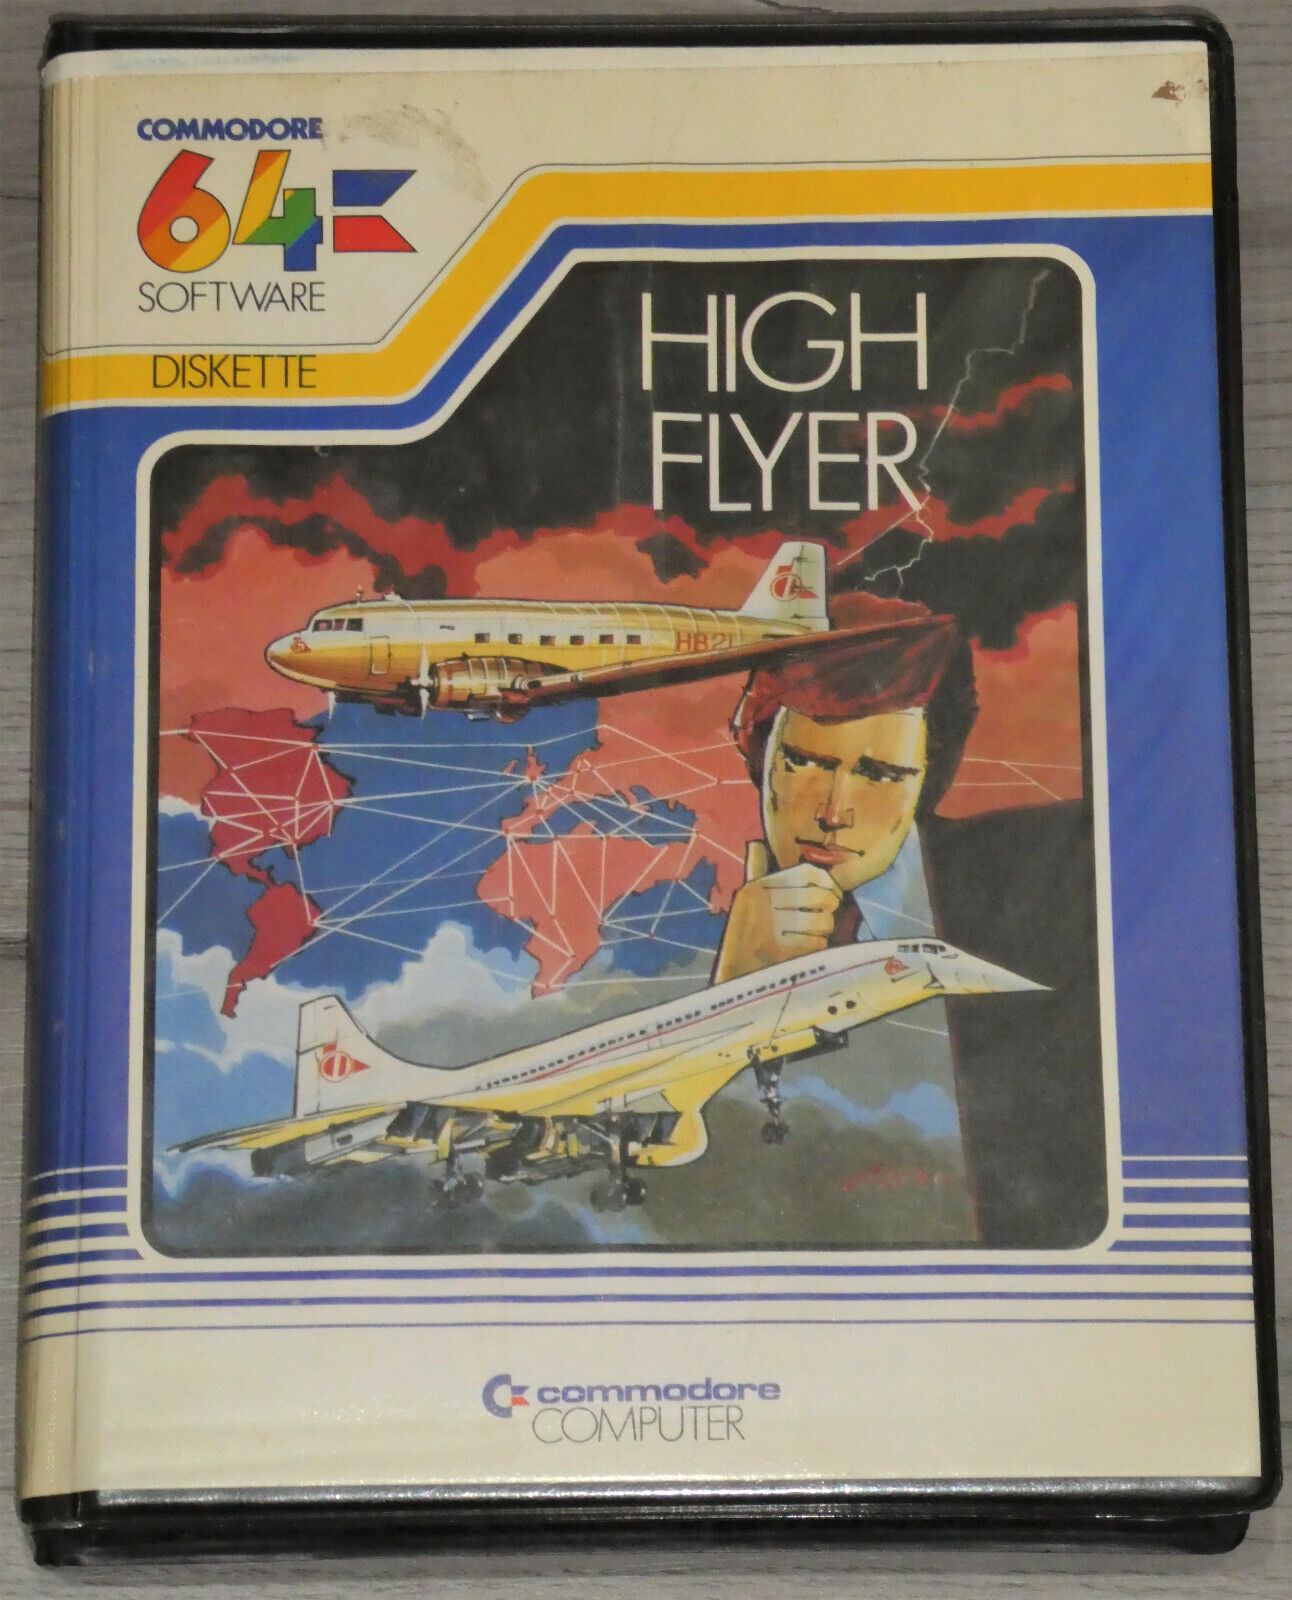 COMMODORE
64
SOFTWARE
DISKETTE
HIGH
FLYER
HB21
commodore
COMPUTER